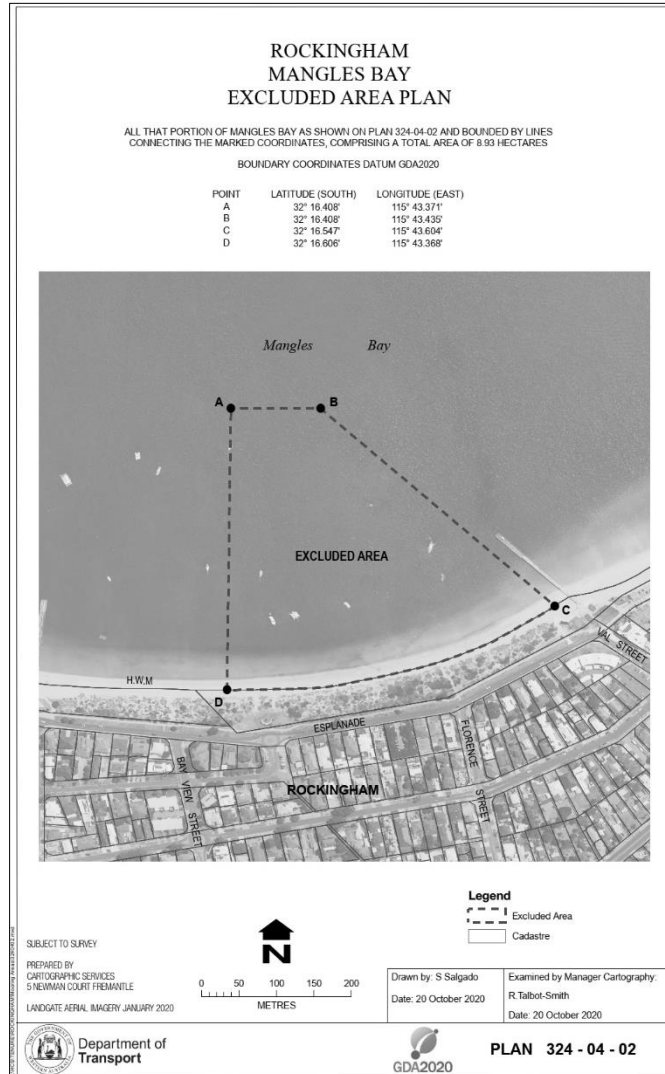 ROCKINGHAM
MANGLES BAY
EXCLUDED AREA PLAN
ALL THAT PORTION OF MANGLES BAY AS SHOWN ON PLAN 324-04-02 AND BOUNDED BY LINES
CONNECTING THE MARKED COORDINATES, COMPRISING A TOTAL AREA OF 8.93 HECTARES
BOUNDARY COORDINATES DATUM GDA2020
POINT LATITUDE (SOUTH) LONGITUDE (EAST)
A 32° 16.408' 115° 43.371'
B 32° 16.408' 115° 43.435'
C 32° 16.547' 115° 43.604'
D 32° 16.606' 115° 43.368'
Mangles Bay
A
B
EXCLUDED AREA
C
VAL STREET
H.W.M
D
ESPLANADE
BAY VIEW STREET
FLORENCE STREET
ROCKINGHAM
Legend
Excluded Area
Cadastre
SUBJECT TO SURVEY
PREPARED BY
CARTOGRAPHIC SERVICES
5 NEWMAN COURT FREMANTLE
LANDGATE AERIAL IMAGERY JANUARY 2020
N
0 50 100 150 200
METRES
Drawn by: S Salgado
Date: 20 October 2020
Examined by Manager Cartography:
R.Talbot-Smith
Date: 20 October 2020
Department of
Transport
GDA2020
PLAN 324 - 04 - 02